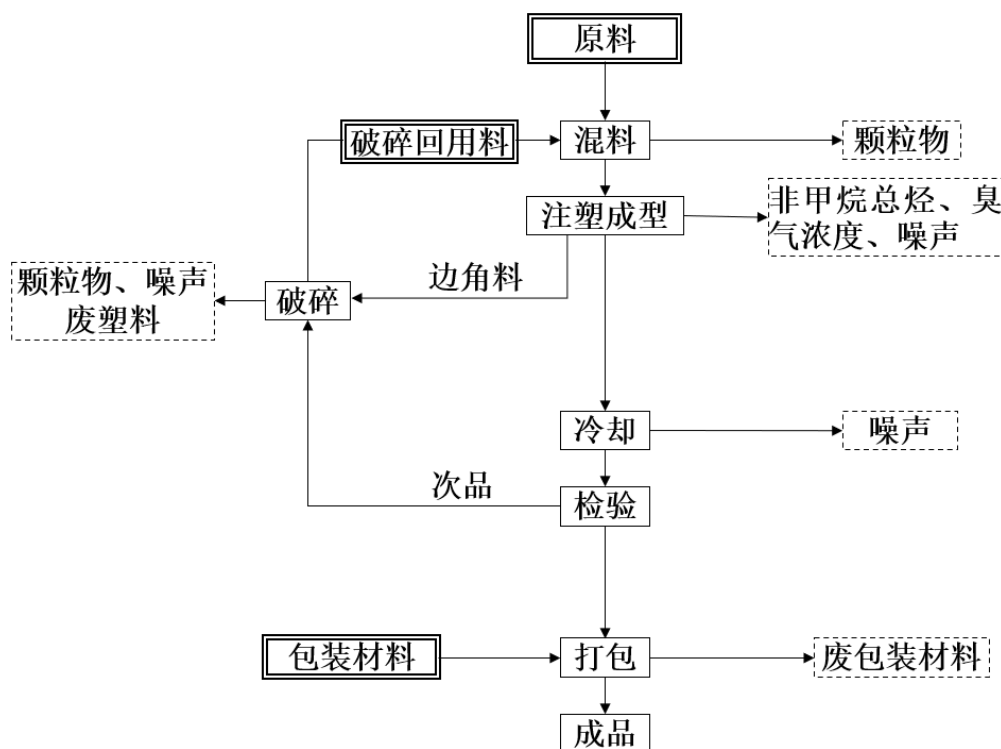 原料
破碎回用料
混料
颗粒物
注塑成型
非甲烷总烃、臭
气浓度、噪声
边角料
颗粒物、噪声
废塑料
破碎
冷却
噪声
次品
检验
包装材料
打包
废包装材料
成品